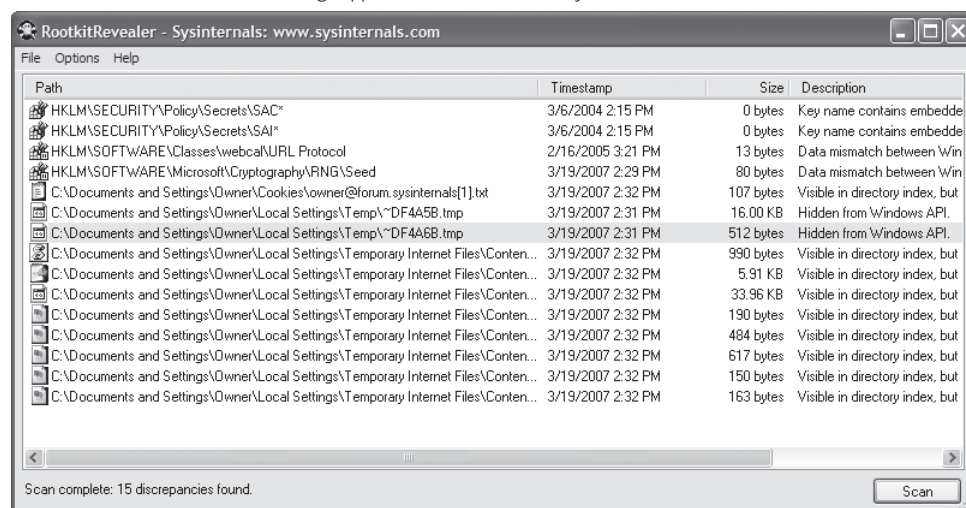 RootkitRevealer - Sysinternals: www.sysinternals.com
File Options Help
Path Timestamp Size Description
HKLM\SECURITY\Policy\Secrets\SAC* 3/6/2004 2:15 PM 0 bytes Key name contains embedde
HKLM\SECURITY\Policy\Secrets\SAI* 3/6/2004 2:15 PM 0 bytes Key name contains embedde
HKLM\SOFTWARE\Classes\webcal\URL Protocol 2/16/2005 3:21 PM 13 bytes Data mismatch between Win
HKLM\SOFTWARE\Microsoft\Cryptography\RNG\Seed 3/19/2007 2:29 PM 80 bytes Data mismatch between Win
C:\Documents and Settings\Owner\Cookies\owner@forum.sysinternals[1].txt 3/19/2007 2:32 PM 107 bytes Visible in directory index, but
C:\Documents and Settings\Owner\Local Settings\Temp\~DF4A5B.tmp 3/19/2007 2:31 PM 16.00 KB Hidden from Windows API.
C:\Documents and Settings\Owner\Local Settings\Temp\~DF4A6B.tmp 3/19/2007 2:31 PM 512 bytes Hidden from Windows API.
C:\Documents and Settings\Owner\Local Settings\Temporary Internet Files\Conten... 3/19/2007 2:32 PM 990 bytes Visible in directory index, but
C:\Documents and Settings\Owner\Local Settings\Temporary Internet Files\Conten... 3/19/2007 2:32 PM 5.91 KB Visible in directory index, but
C:\Documents and Settings\Owner\Local Settings\Temporary Internet Files\Conten... 3/19/2007 2:32 PM 33.96 KB Visible in directory index, but
C:\Documents and Settings\Owner\Local Settings\Temporary Internet Files\Conten... 3/19/2007 2:32 PM 190 bytes Visible in directory index, but
C:\Documents and Settings\Owner\Local Settings\Temporary Internet Files\Conten... 3/19/2007 2:32 PM 484 bytes Visible in directory index, but
C:\Documents and Settings\Owner\Local Settings\Temporary Internet Files\Conten... 3/19/2007 2:32 PM 617 bytes Visible in directory index, but
C:\Documents and Settings\Owner\Local Settings\Temporary Internet Files\Conten... 3/19/2007 2:32 PM 150 bytes Visible in directory index, but
C:\Documents and Settings\Owner\Local Settings\Temporary Internet Files\Conten... 3/19/2007 2:32 PM 163 bytes Visible in directory index, but
Scan complete: 15 discrepancies found. Scan